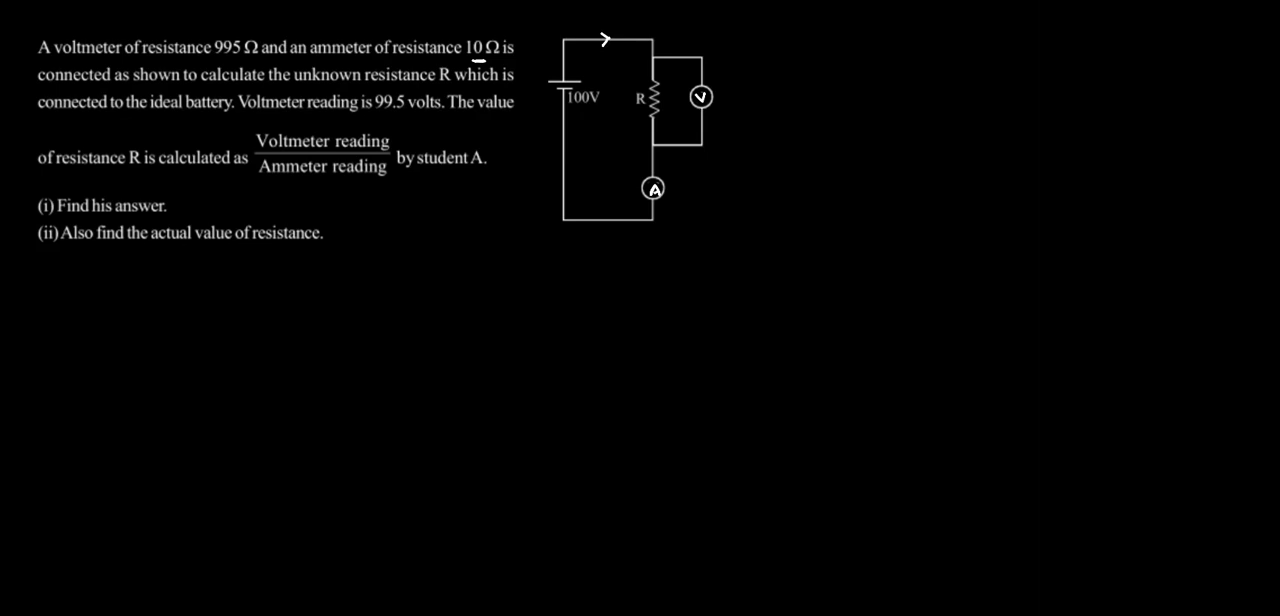 A voltmeter of resistance 995 Ω and an ammeter of resistance 10 Ω is
connected as shown to calculate the unknown resistance R which is
connected to the ideal battery. Voltmeter reading is 99.5 volts. The value
of resistance R is calculated as Voltmeter reading / Ammeter reading by student A.
(i) Find his answer.
(ii) Also find the actual value of resistance.
100V
R
V
A